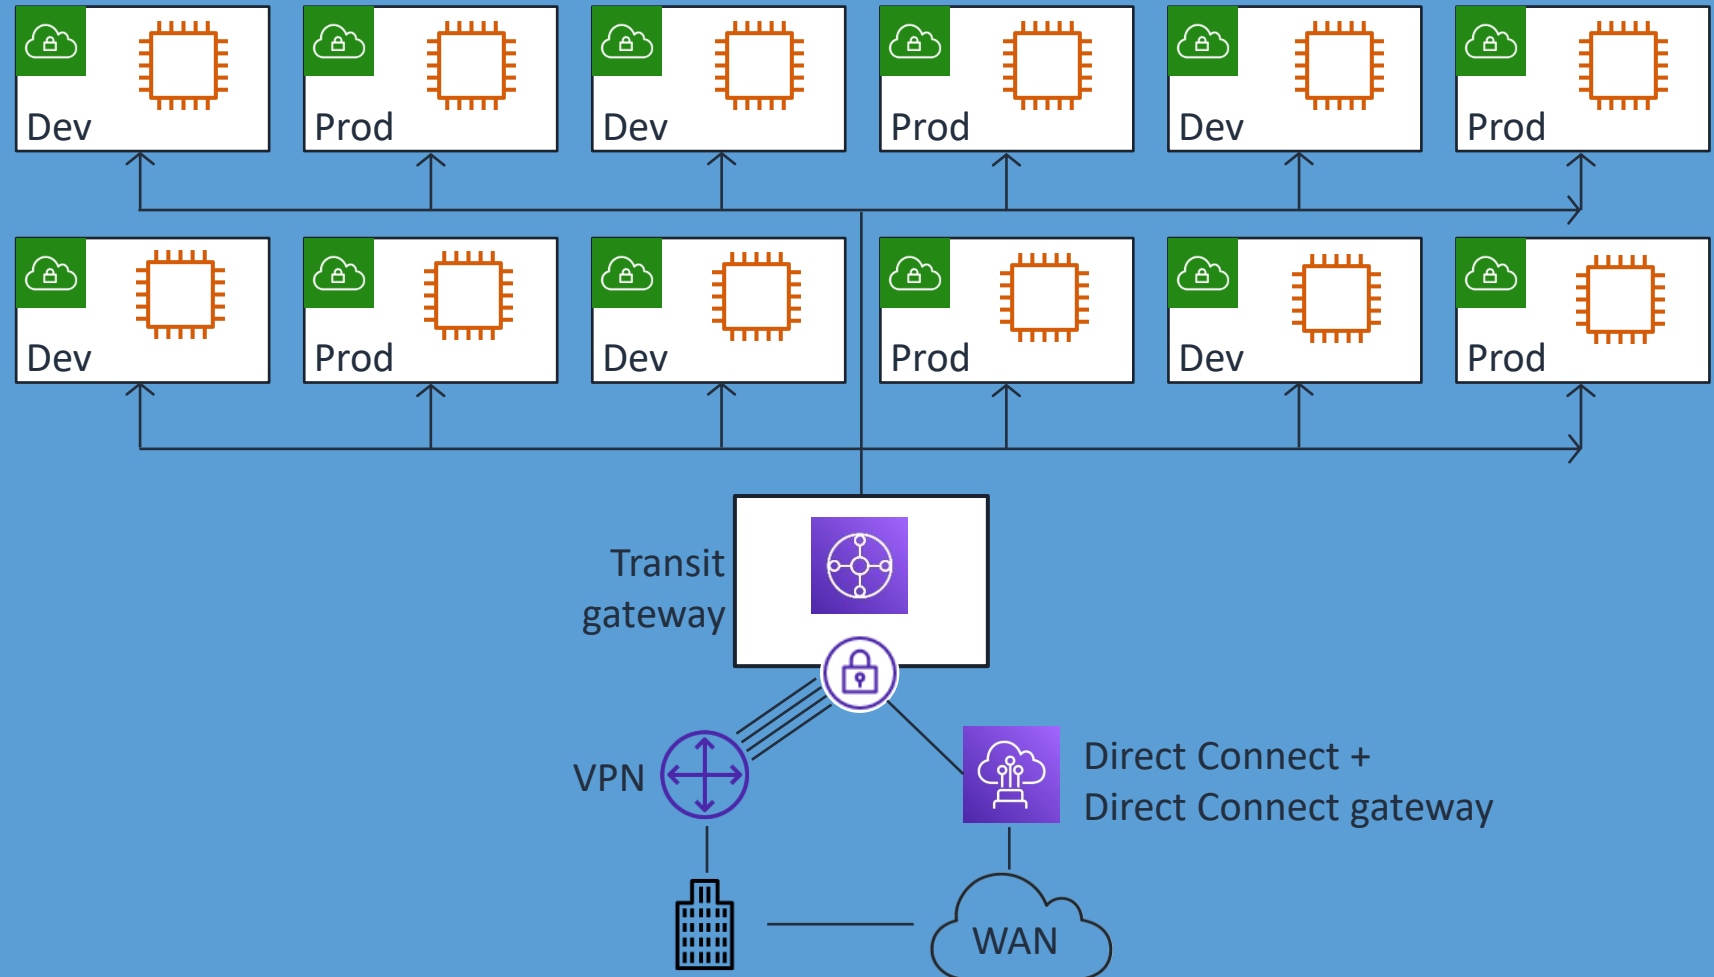 Dev
Prod
Dev
Prod
Dev
Prod
Dev
Prod
Dev
Prod
Dev
Prod
Transit
gateway
VPN
Direct Connect +
Direct Connect gateway
WAN